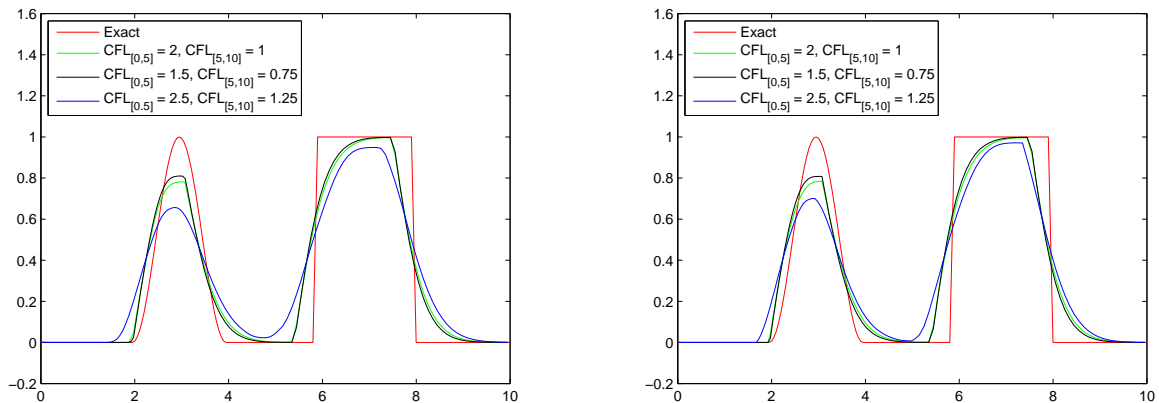 1.6
1.4
1.2
1
0.8
0.6
0.4
0.2
0
−0.2
0 2 4 6 8 10
Exact
CFL[0,5] = 2, CFL[5,10] = 1
CFL[0,5] = 1.5, CFL[5,10] = 0.75
CFL[0.5] = 2.5, CFL[5,10] = 1.25
1.6
1.4
1.2
1
0.8
0.6
0.4
0.2
0
−0.2
0 2 4 6 8 10
Exact
CFL[0,5] = 2, CFL[5,10] = 1
CFL[0,5] = 1.5, CFL[5,10] = 0.75
CFL[0.5] = 2.5, CFL[5,10] = 1.25